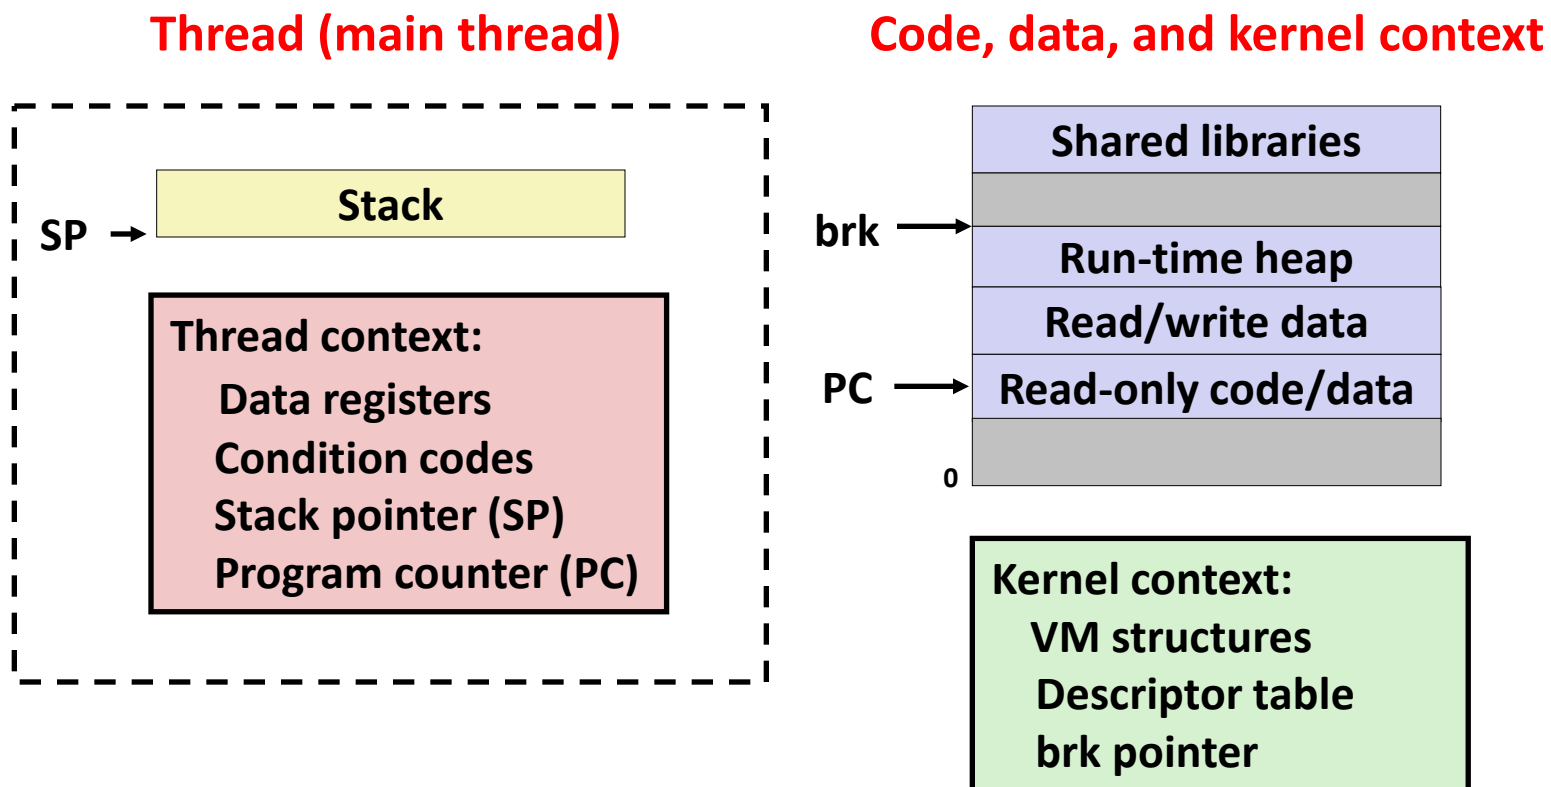 Thread (main thread)
Stack
SP
Thread context:
Data registers
Condition codes
Stack pointer (SP)
Program counter (PC)
Code, data, and kernel context
Shared libraries
brk
Run-time heap
Read/write data
PC
Read-only code/data
0
Kernel context:
VM structures
Descriptor table
brk pointer